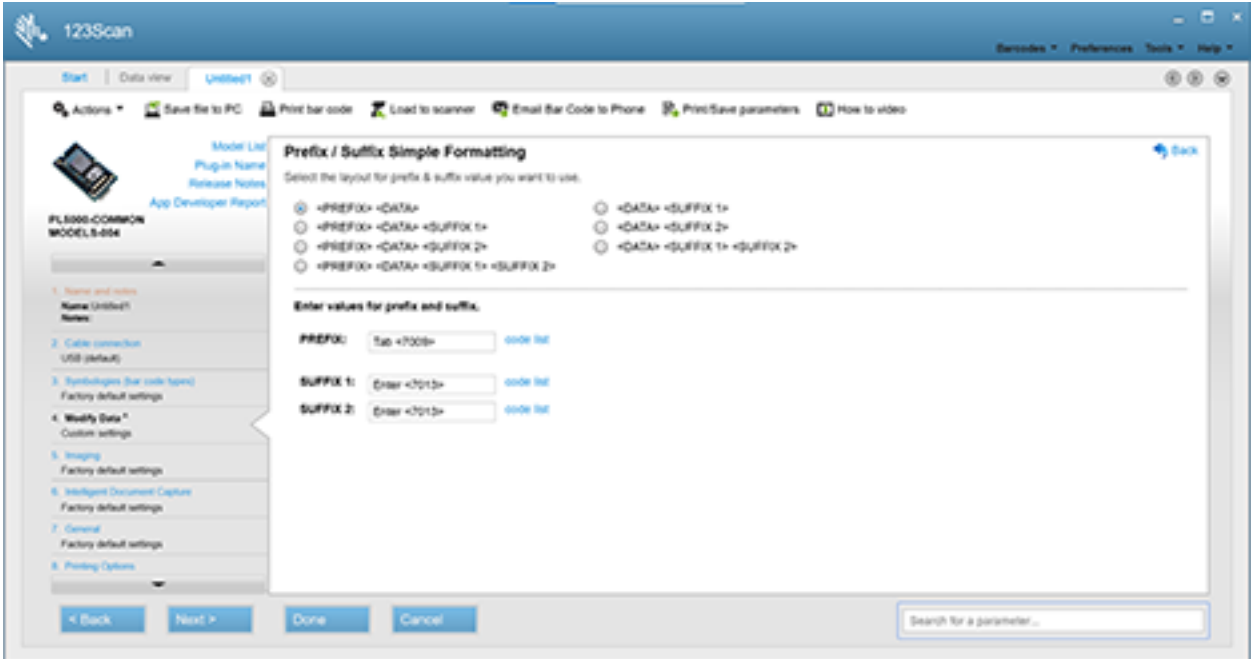 123Scan
Barcodes Preferences Tools Help
Start Data view Untitled1
Actions Save file to PC Print bar code Load to scanner Email Bar Code to Phone Print/Save parameters How to video
Model List
Plug-in Name
Release Notes
App Developer Report
PL5000-COMMON
MODEL S-004
1. Name and notes
Name: Untitled1
Notes:
2. Cable connection
USB (default)
3. Symbologies (bar code types)
Factory default settings
4. Modify Data *
Custom settings
5. Imaging
Factory default settings
6. Intelligent Document Capture
Factory default settings
7. General
Factory default settings
8. Printing Options
Prefix / Suffix Simple Formatting
Back
Select the layout for prefix & suffix value you want to use.
<PREFIX> <DATA>
<PREFIX> <DATA> <SUFFIX 1>
<PREFIX> <DATA> <SUFFIX 2>
<PREFIX> <DATA> <SUFFIX 1> <SUFFIX 2>
<DATA> <SUFFIX 1>
<DATA> <SUFFIX 2>
<DATA> <SUFFIX 1> <SUFFIX 2>
Enter values for prefix and suffix.
PREFIX: Tab <7009> code list
SUFFIX 1: Enter <7013> code list
SUFFIX 2: Enter <7013> code list
< Back Next > Done Cancel
Search for a parameter...